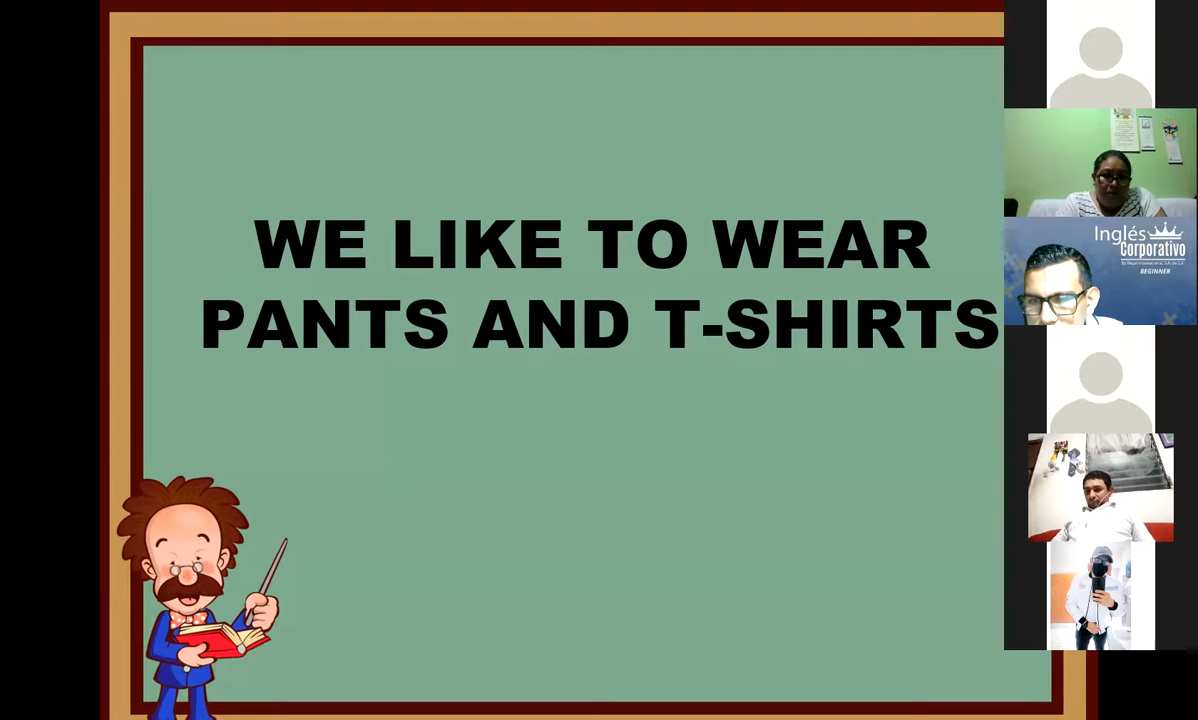 WE LIKE TO WEAR
PANTS AND T-SHIRTS
Inglés
Corporativo
BEGINNER